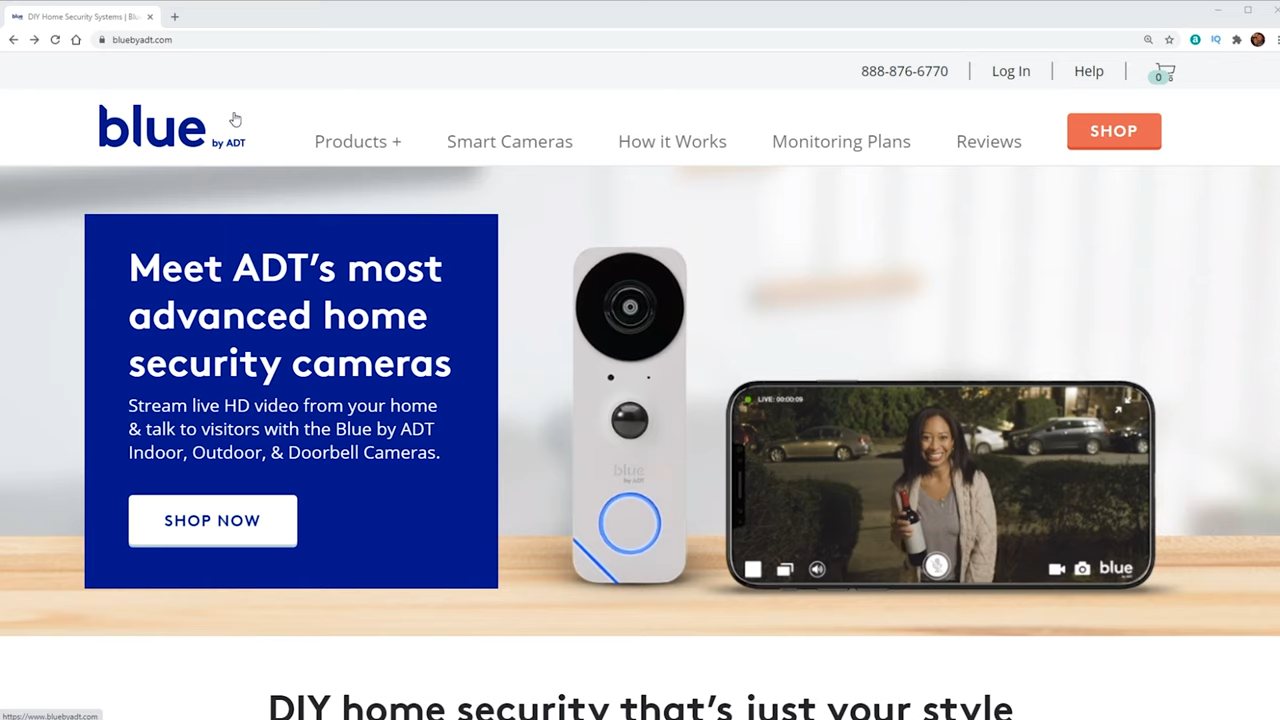 DIY Home Security Systems | Blu
bluebyadt.com
IQ
888-876-6770
Log In
Help
0
blue
by ADT
Products +
Smart Cameras
How it Works
Monitoring Plans
Reviews
SHOP
Meet ADT's most
advanced home
security cameras
Stream live HD video from your home
& talk to visitors with the Blue by ADT
Indoor, Outdoor, & Doorbell Cameras.
SHOP NOW
blue
by ADT
LIVE: 00:00:09
blue
by ADT
DIY home security that's just your style
https://www.bluebyadt.com